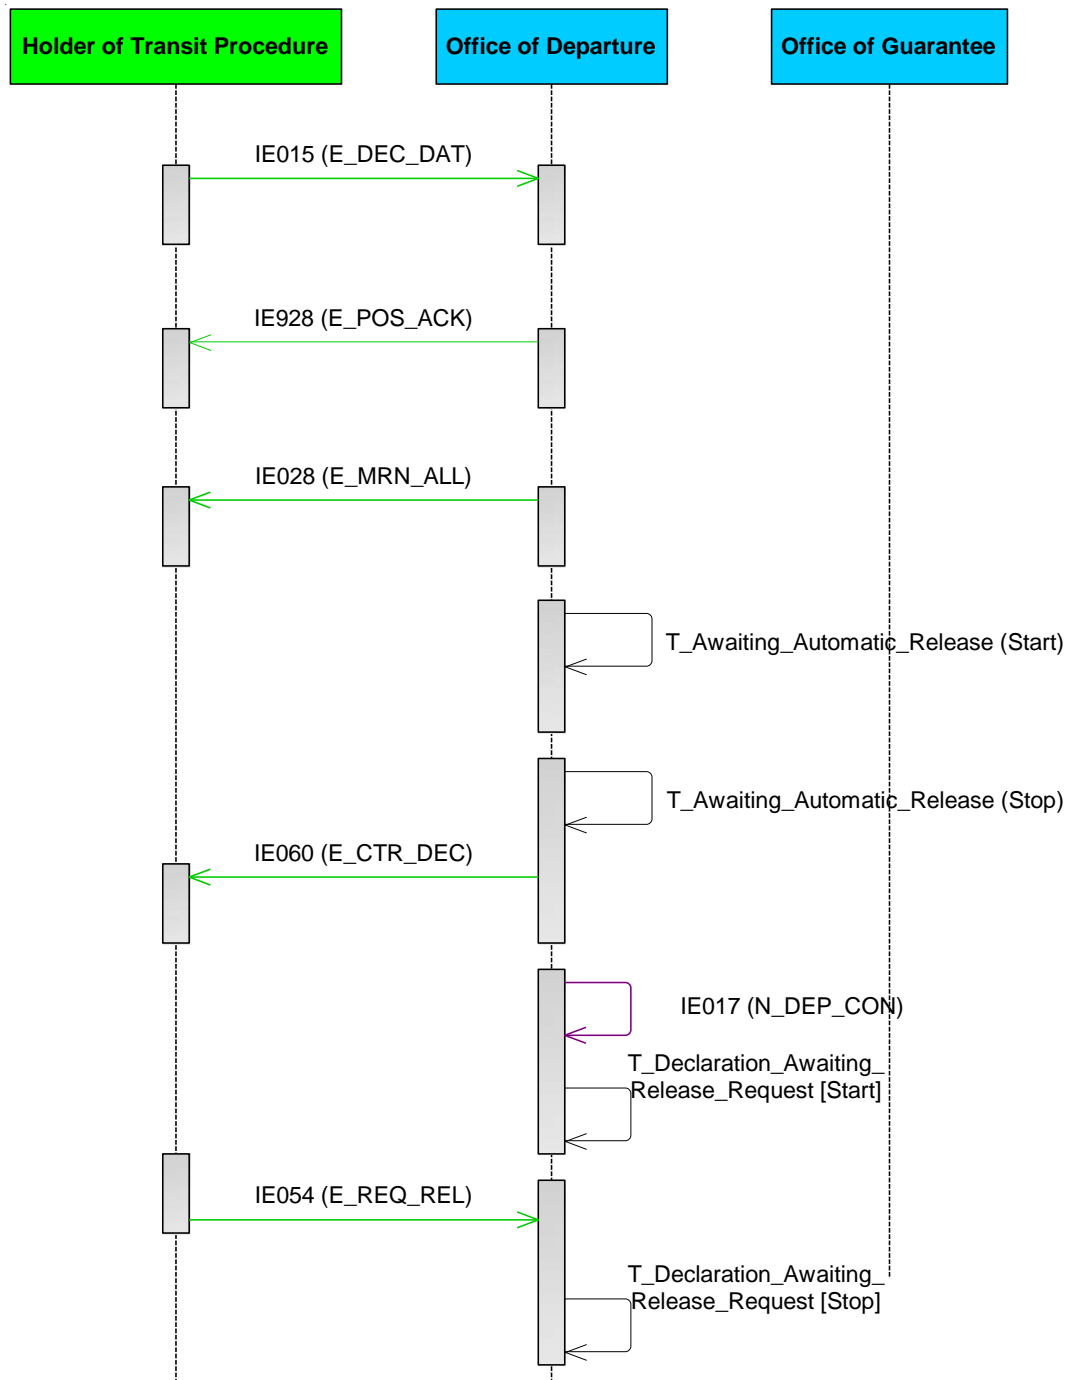 Holder of Transit Procedure
Office of Departure
Office of Guarantee
IE015 (E_DEC_DAT)
IE928 (E_POS_ACK)
IE028 (E_MRN_ALL)
T_Awaiting_Automatic_Release (Start)
T_Awaiting_Automatic_Release (Stop)
IE060 (E_CTR_DEC)
IE017 (N_DEP_CON)
T_Declaration_Awaiting_
Release_Request [Start]
IE054 (E_REQ_REL)
T_Declaration_Awaiting_
Release_Request [Stop]